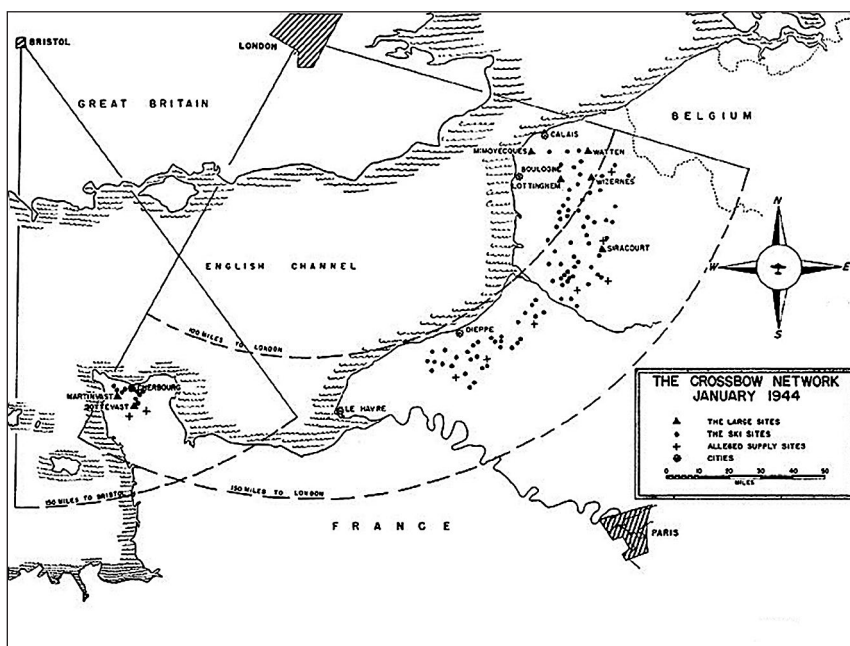 BRISTOL
LONDON
GREAT BRITAIN
BELGIUM
CALAIS
MIMOYECQUES
WATTEN
BOULOGNE
LOTTINGHEM
WIZERNES
SIRACOURT
ENGLISH CHANNEL
N
W
E
S
100 MILES TO LONDON
DIEPPE
CHERBOURG
MARTINVAST
SOTTEVAST
LE HAVRE
150 MILES TO BRISTOL
150 MILES TO LONDON
FRANCE
PARIS
THE CROSSBOW NETWORK
JANUARY 1944
THE LARGE SITES
THE SKI SITES
ALLEGED SUPPLY SITES
CITIES
0 10 20 30 40 50
MILES